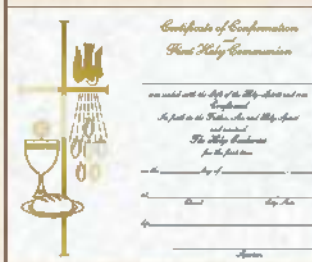 Certificate of Confirmation
and
First Holy Communion
was sealed with the Gift of the Holy Spirit and was
Confirmed
In faith to the Father, Son and Holy Spirit
and received
The Holy Eucharist
for the first time
on the day of ,
at
Church City, State
by
Sponsor